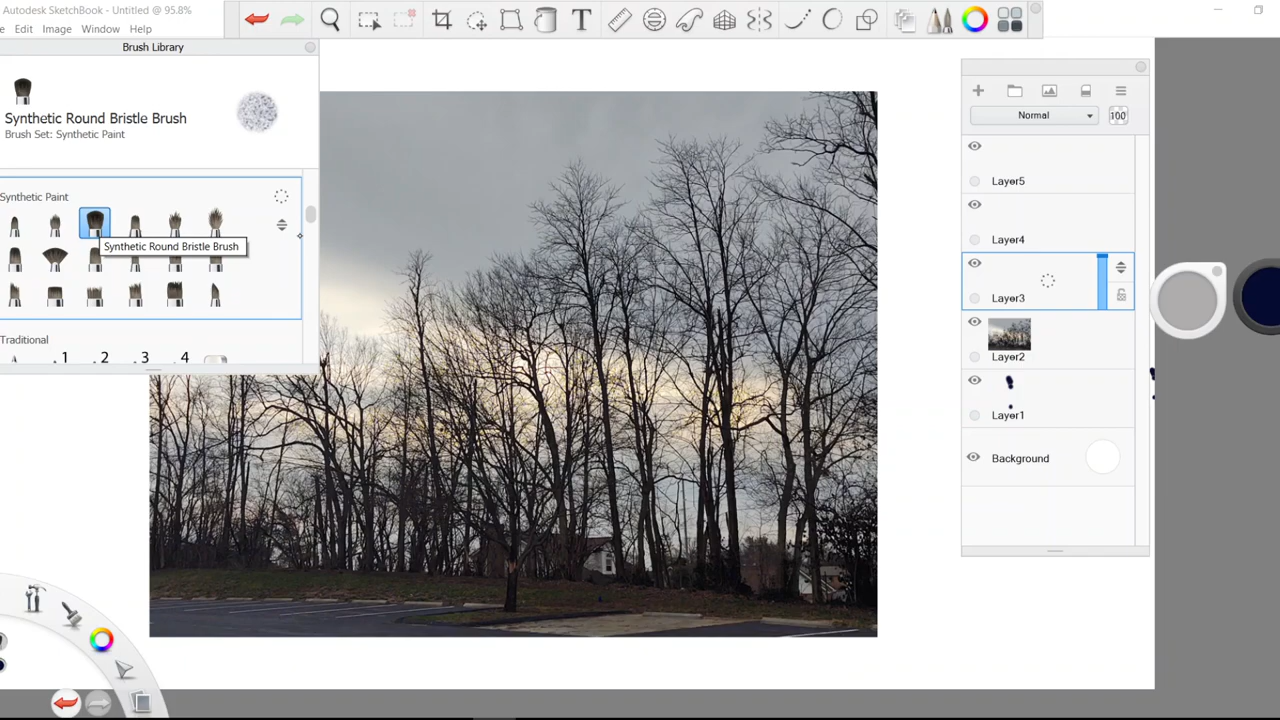 Autodesk SketchBook - Untitled @ 95.8%
Edit Image Window Help
Brush Library
Synthetic Round Bristle Brush
Brush Set: Synthetic Paint
Synthetic Paint
Synthetic Round Bristle Brush
Traditional
1 2 3 4
T
Normal 100
Layer5
Layer4
Layer3
Layer2
Layer1
Background